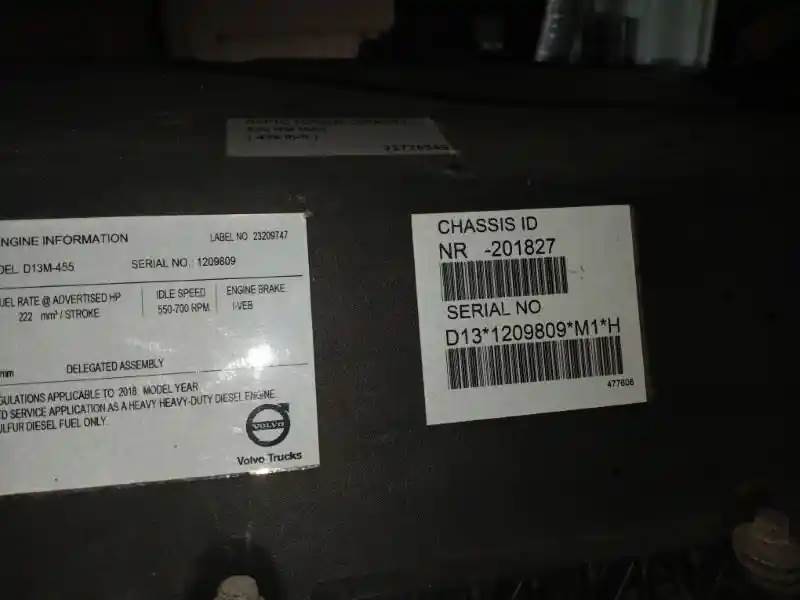 NGINE INFORMATION
LABEL NO 23209747
DEL D13M-455
SERIAL NO.: 1209809
UEL RATE @ ADVERTISED HP
222 mm³ / STROKE
IDLE SPEED
550-700 RPM
ENGINE BRAKE
I-VEB
mm
DELEGATED ASSEMBLY
GULATIONS APPLICABLE TO 2018 MODEL YEAR
ED SERVICE APPLICATION AS A HEAVY HEAVY-DUTY DIESEL ENGINE.
ULFUR DIESEL FUEL ONLY.
VOLVO
Volvo Trucks
CHASSIS ID
NR -201827
SERIAL NO
D13*1209809*M1*H
477606